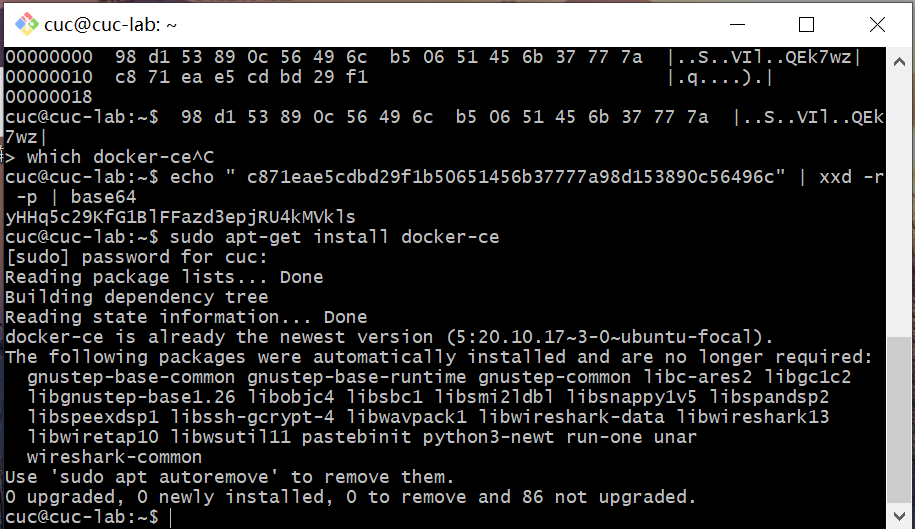 cuc@cuc-lab: ~
00000000  98 d1 53 89 0c 56 49 6c  b5 06 51 45 6b 37 77 7a  |..S..VIl..QEk7wz|
00000010  c8 71 ea e5 cd bd 29 f1                           |.q....).|
00000018
cuc@cuc-lab:~$  98 d1 53 89 0c 56 49 6c  b5 06 51 45 6b 37 77 7a  |..S..VIl..QEk
7wz|
> which docker-ce^C
cuc@cuc-lab:~$ echo " c871eae5cdbd29f1b50651456b37777a98d153890c56496c" | xxd -r
 -p | base64
yHHq5c29KfG1BlFFazd3epjRU4kMVkls
cuc@cuc-lab:~$ sudo apt-get install docker-ce
[sudo] password for cuc:
Reading package lists... Done
Building dependency tree
Reading state information... Done
docker-ce is already the newest version (5:20.10.17~3-0~ubuntu-focal).
The following packages were automatically installed and are no longer required:
  gnustep-base-common gnustep-base-runtime gnustep-common libc-ares2 libgc1c2
  libgnustep-base1.26 libobjc4 libsbc1 libsmi2ldbl libsnappy1v5 libspandsp2
  libspeexdsp1 libssh-gcrypt-4 libwavpack1 libwireshark-data libwireshark13
  libwiretap10 libwsutil11 pastebinit python3-newt run-one unar
  wireshark-common
Use 'sudo apt autoremove' to remove them.
0 upgraded, 0 newly installed, 0 to remove and 86 not upgraded.
cuc@cuc-lab:~$